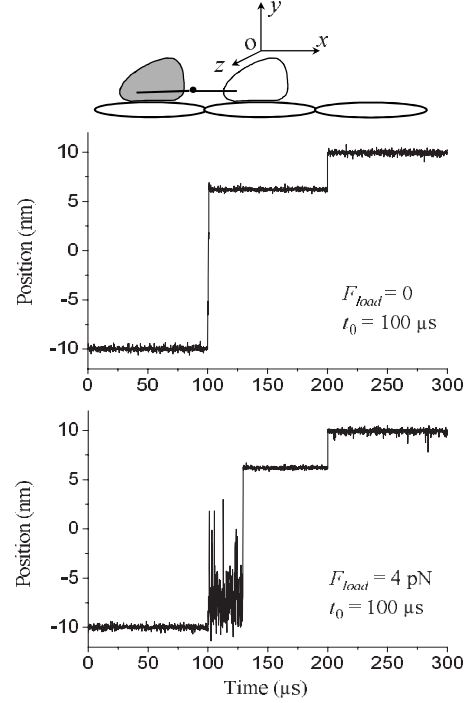 y
o
x
z
10
5
0
-5
-10
Position (nm)
F_load = 0
t_0 = 100 µs
0 50 100 150 200 250 300
10
5
0
-5
-10
Position (nm)
F_load = 4 pN
t_0 = 100 µs
0 50 100 150 200 250 300
Time (µs)